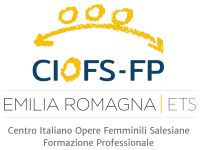 CIOFS-FP
EMILIA ROMAGNA | ETS
Centro Italiano Opere Femminili Salesiane
Formazione Professionale